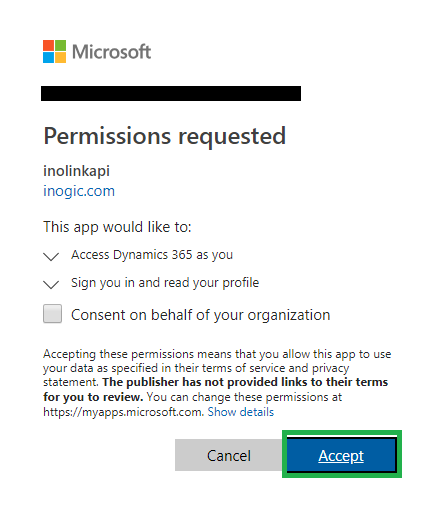 Microsoft
Permissions requested
inolinkapi
inogic.com
This app would like to:
Access Dynamics 365 as you
Sign you in and read your profile
Consent on behalf of your organization
Accepting these permissions means that you allow this app to use
your data as specified in their terms of service and privacy
statement. The publisher has not provided links to their terms
for you to review. You can change these permissions at
https://myapps.microsoft.com. Show details
Cancel
Accept